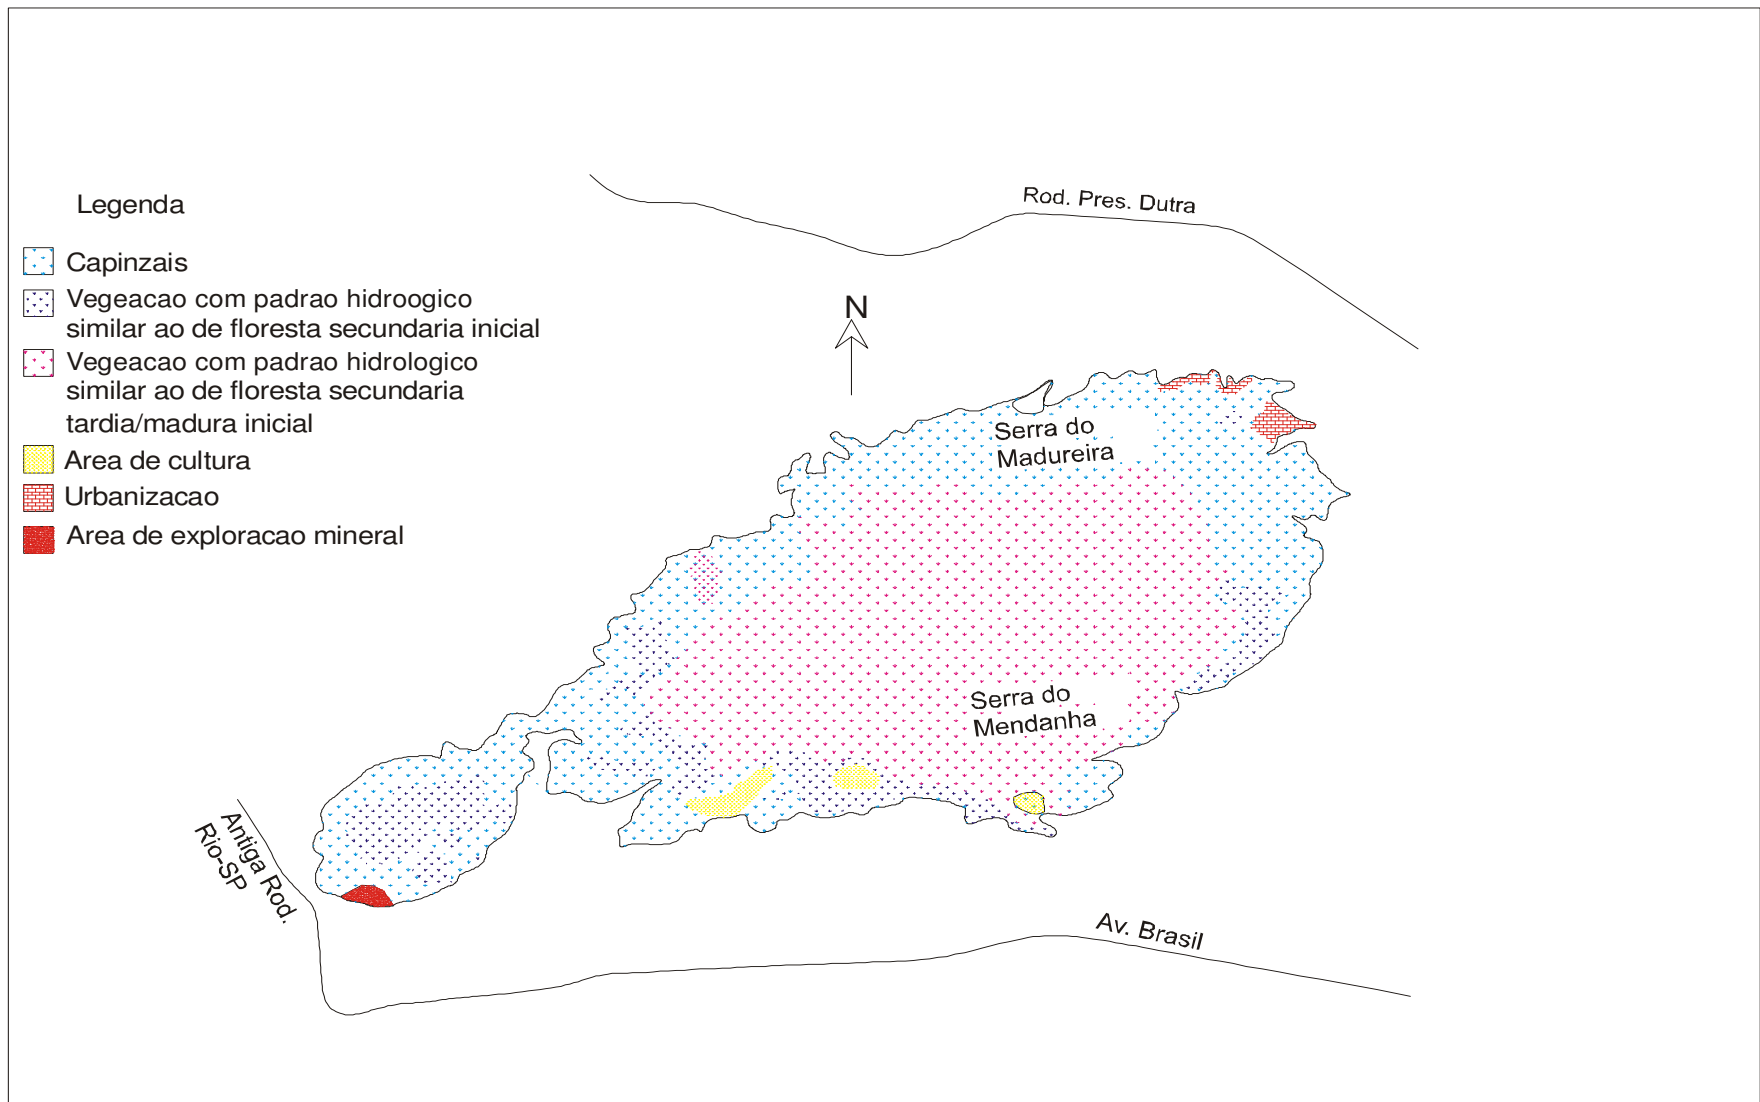 Legenda
Capinzais
Vegeacao com padrao hidroogico
similar ao de floresta secundaria inicial
Vegeacao com padrao hidrologico
similar ao de floresta secundaria
tardia/madura inicial
Area de cultura
Urbanizacao
Area de exploracao mineral
Rod. Pres. Dutra
N
Serra do
Madureira
Serra do
Mendanha
Antiga Rod.
Rio-SP
Av. Brasil